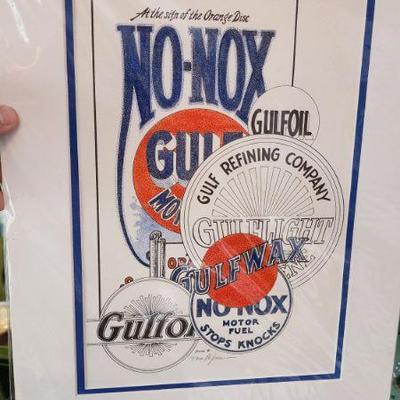 At the sign of the Orange Disc
NO-NOX
GULF
MO
GULFOIL
GULF REFINING COMPANY
GULFLIGHT
GULFWAX
NO-NOX
MOTOR
FUEL
STOPS KNOCKS